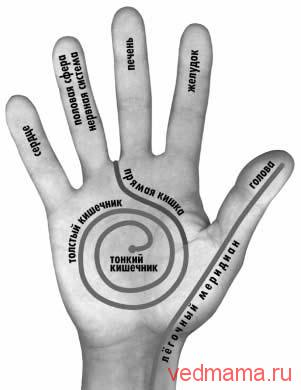 сердце
половая сфера
нервная система
печень
желудок
голова
прямая кишка
толстый кишечник
тонкий
кишечник
лёгочный меридиан
vedmama.ru